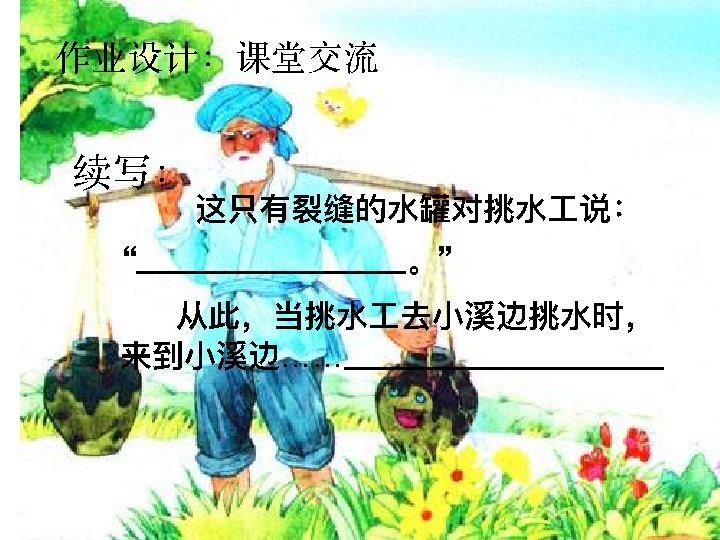 作业设计：课堂交流
续写：
这只有裂缝的水罐对挑水工说：
“＿＿＿＿＿＿＿＿。”
从此，当挑水工去小溪边挑水时，
来到小溪边……＿＿＿＿＿＿＿＿＿＿